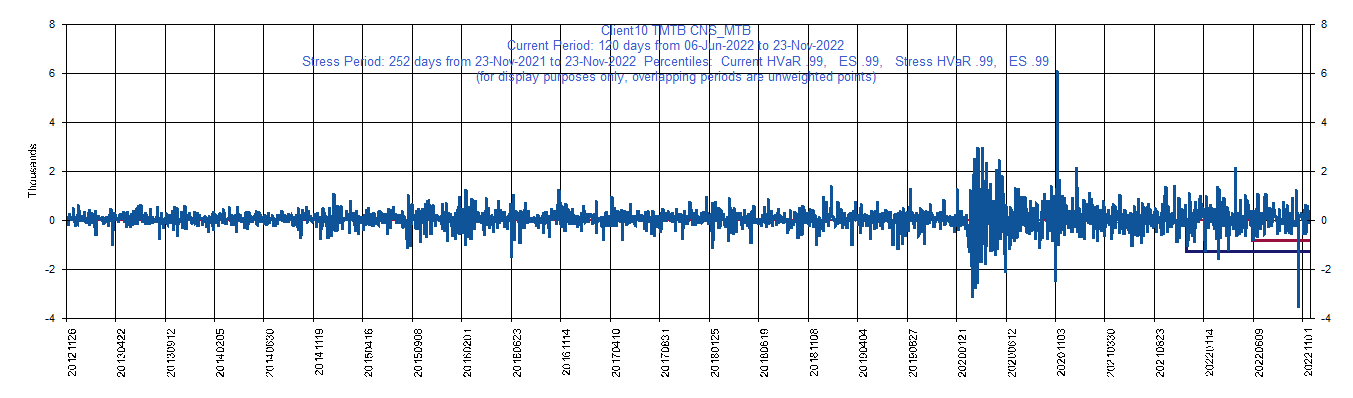 Client10 TMTB CNS_MTB
Current Period: 120 days from 06-Jun-2022 to 23-Nov-2022
Stress Period: 252 days from 23-Nov-2021 to 23-Nov-2022 Percentiles: Current HVaR .99, ES .99, Stress HVaR .99, ES .99
(for display purposes only, overlapping periods are unweighted points)
8 8
6 6
4 4
2 2
0 0
-2 -2
-4 -4
Thousands
20121126 20130422 20130912 20140205 20140630 20141119 20150416 20150908 20160201 20160623 20161114 20170410 20170831 20180125 20180619 20181108 20190404 20190827 20200121 20200612 20201103 20210330 20210823 20220114 20220609 20221101